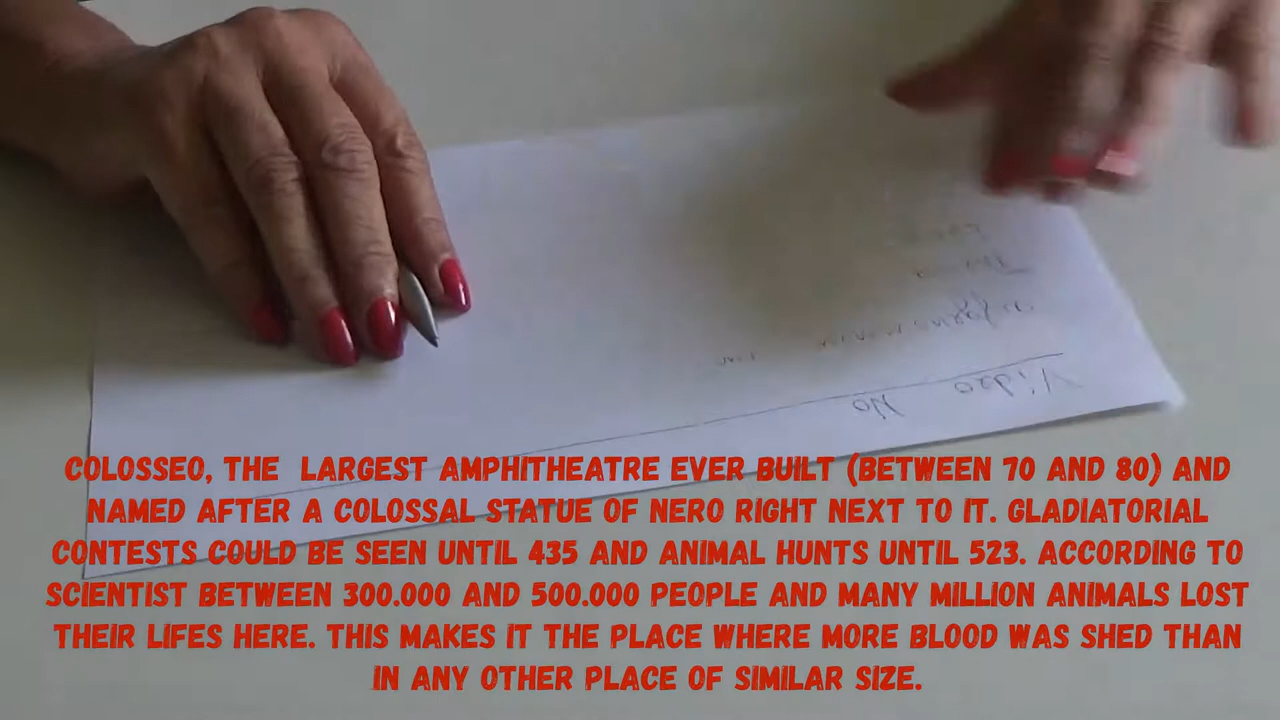 COLOSSEO, THE LARGEST AMPHITHEATRE EVER BUILT (BETWEEN 70 AND 80) AND
NAMED AFTER A COLOSSAL STATUE OF NERO RIGHT NEXT TO IT. GLADIATORIAL
CONTESTS COULD BE SEEN UNTIL 435 AND ANIMAL HUNTS UNTIL 523. ACCORDING TO
SCIENTIST BETWEEN 300.000 AND 500.000 PEOPLE AND MANY MILLION ANIMALS LOST
THEIR LIFES HERE. THIS MAKES IT THE PLACE WHERE MORE BLOOD WAS SHED THAN
IN ANY OTHER PLACE OF SIMILAR SIZE.
Video No